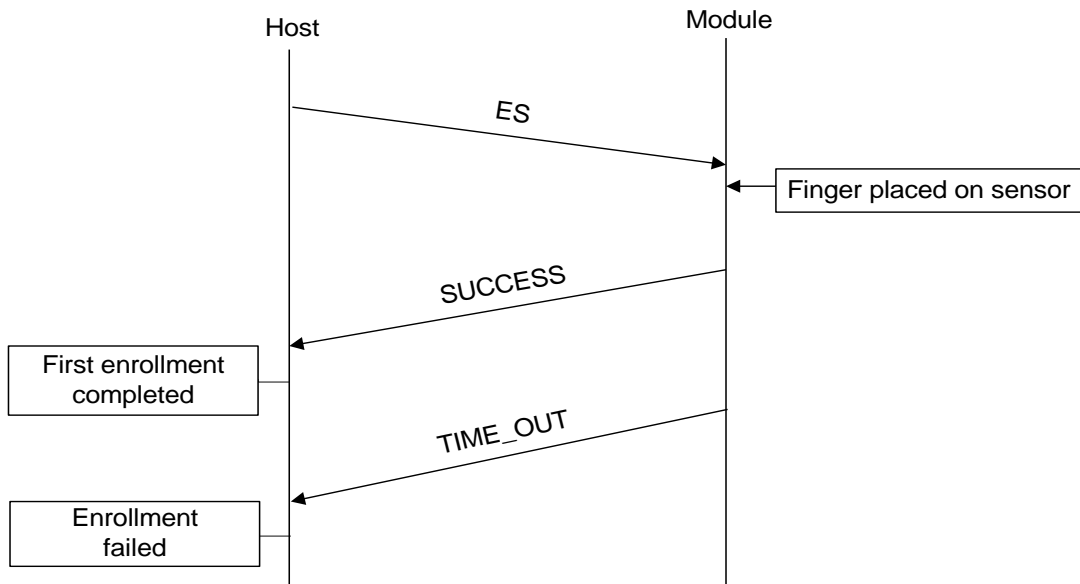 Host
Module
ES
Finger placed on sensor
SUCCESS
First enrollment
completed
TIME_OUT
Enrollment
failed